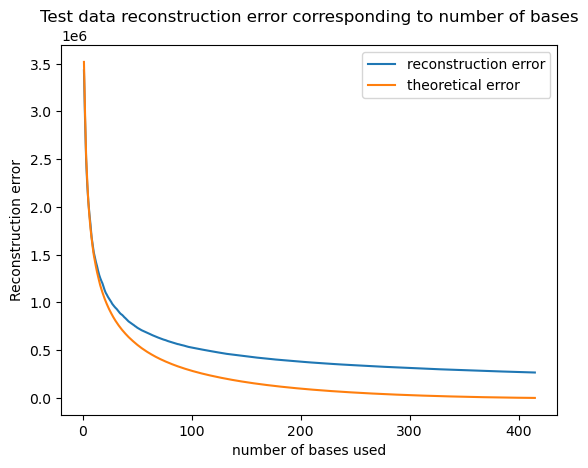 Test data reconstruction error corresponding to number of bases
1e6
3.5
3.0
2.5
2.0
1.5
1.0
0.5
0.0
Reconstruction error
reconstruction error
theoretical error
0 100 200 300 400
number of bases used